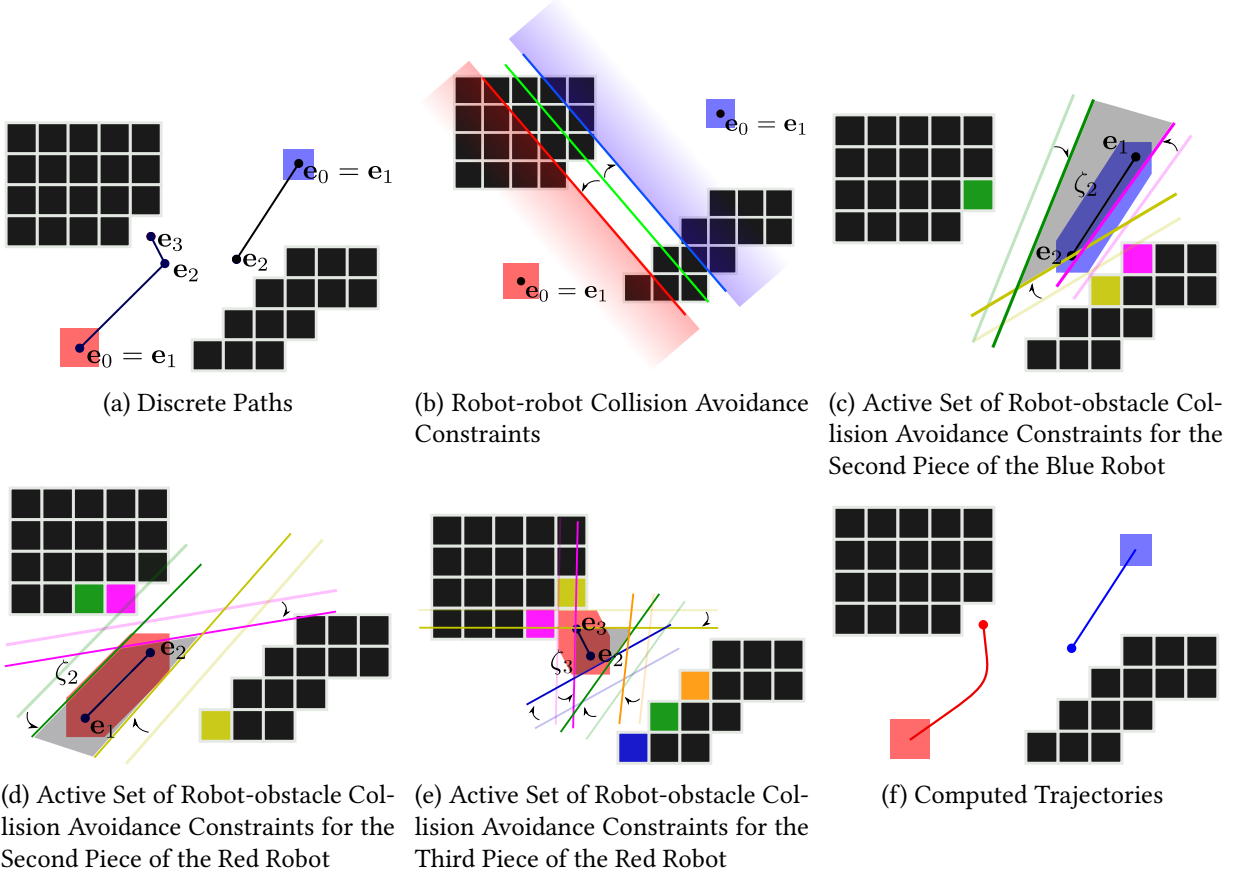 e₀ = e₁
e₃
e₂
e₂
e₀ = e₁
(a) Discrete Paths
e₀ = e₁
e₀ = e₁
(b) Robot-robot Collision Avoidance
Constraints
e₁
ζ₂
e₂
(c) Active Set of Robot-obstacle Col-
lision Avoidance Constraints for the
Second Piece of the Blue Robot
e₂
ζ₂
e₁
(d) Active Set of Robot-obstacle Col-
lision Avoidance Constraints for the
Second Piece of the Red Robot
e₃
e₂
ζ₃
(e) Active Set of Robot-obstacle Col-
lision Avoidance Constraints for the
Third Piece of the Red Robot
(f) Computed Trajectories